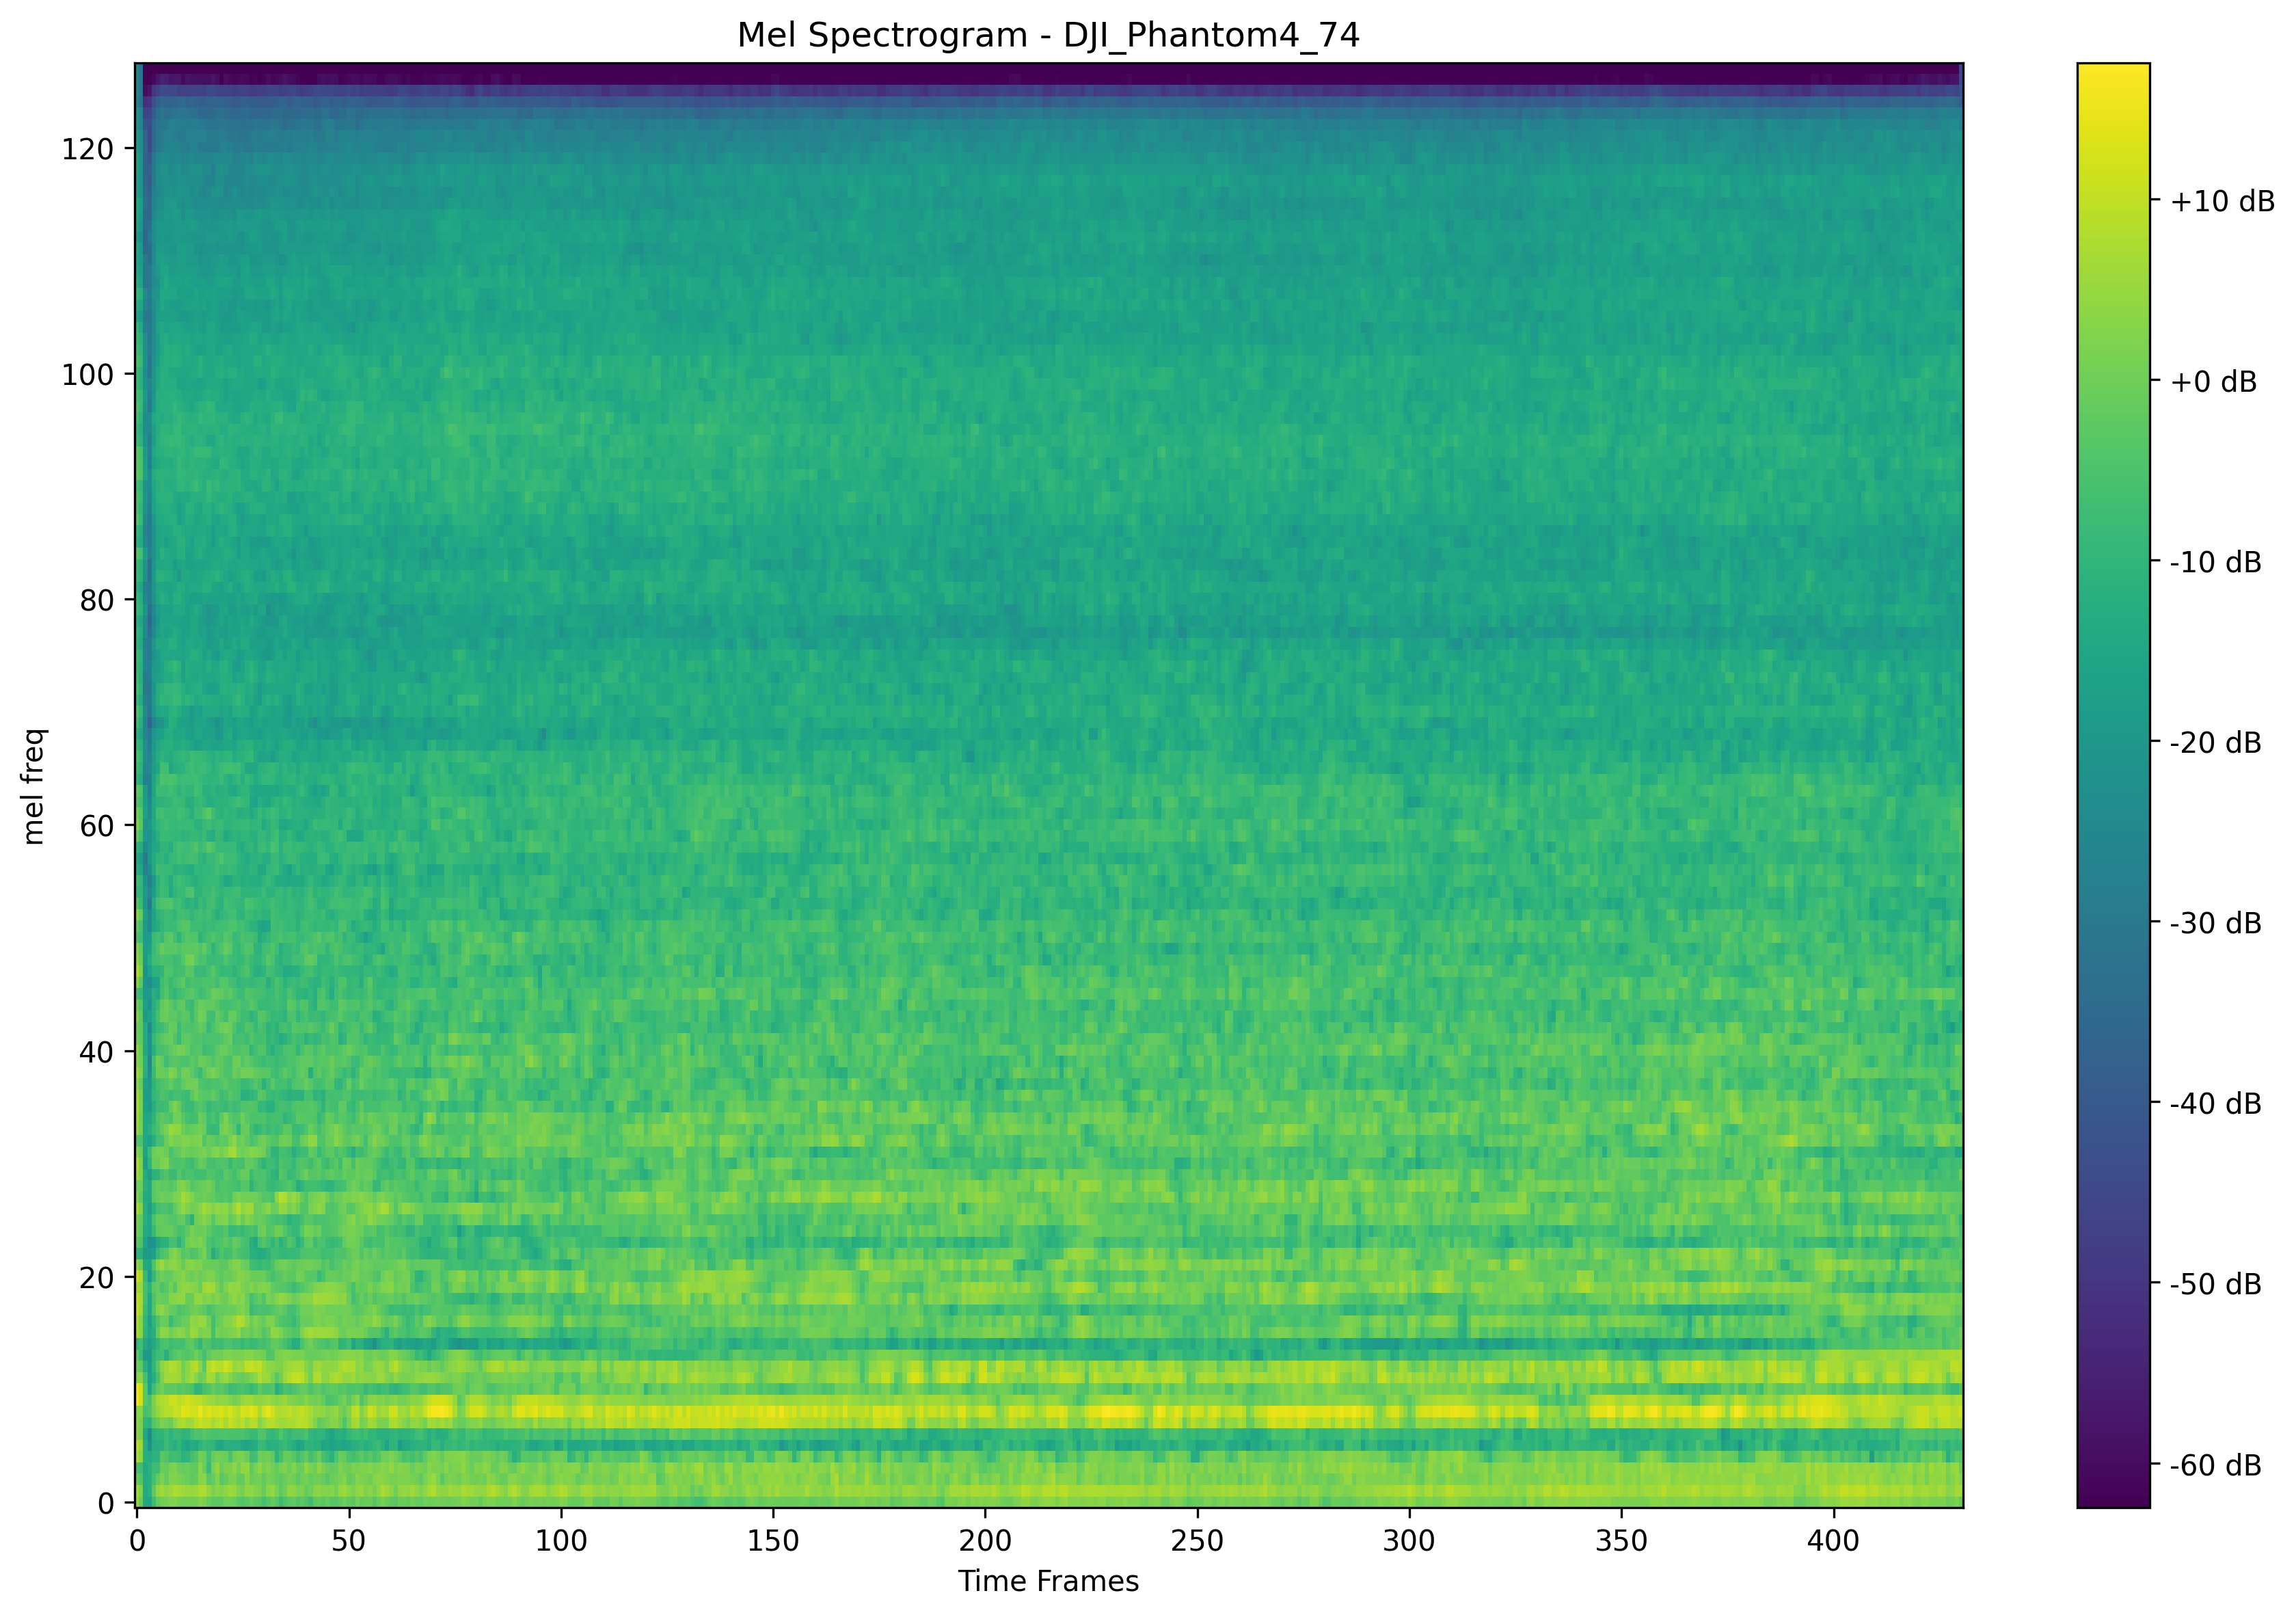 Mel Spectrogram - DJI_Phantom4_74
120
100
80
60
40
20
0
mel freq
0 50 100 150 200 250 300 350 400
Time Frames
+10 dB
+0 dB
-10 dB
-20 dB
-30 dB
-40 dB
-50 dB
-60 dB